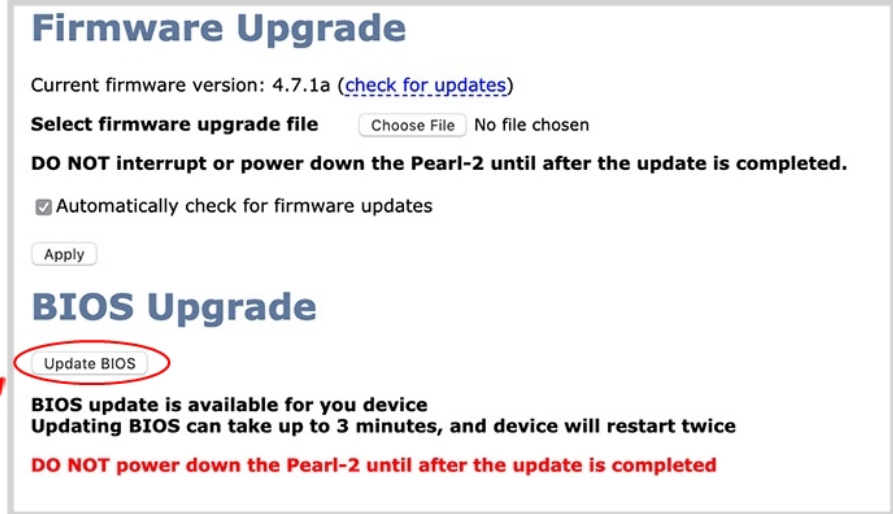 Firmware Upgrade
Current firmware version: 4.7.1a (check for updates)
Select firmware upgrade file Choose File No file chosen
DO NOT interrupt or power down the Pearl-2 until after the update is completed.
Automatically check for firmware updates
Apply
BIOS Upgrade
Update BIOS
BIOS update is available for you device
Updating BIOS can take up to 3 minutes, and device will restart twice
DO NOT power down the Pearl-2 until after the update is completed